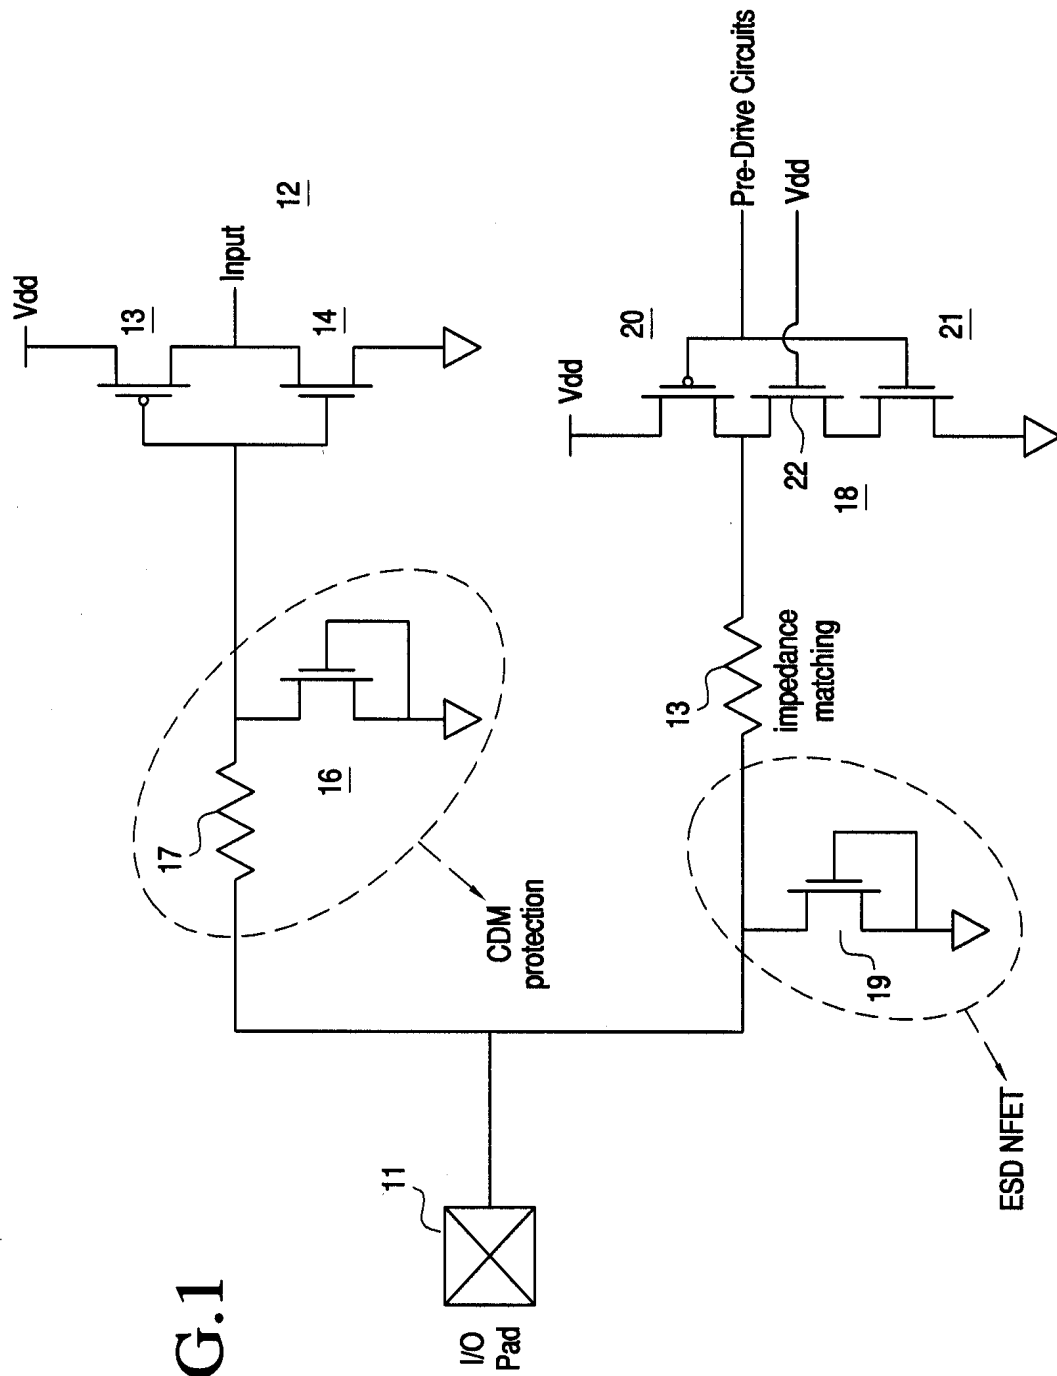 G.1
I/O
Pad
11
17
16
CDM
protection
Vdd
13
14
Input
12
ESD NFET
19
13
impedance
matching
Vdd
20
22
18
21
Pre-Drive Circuits
Vdd